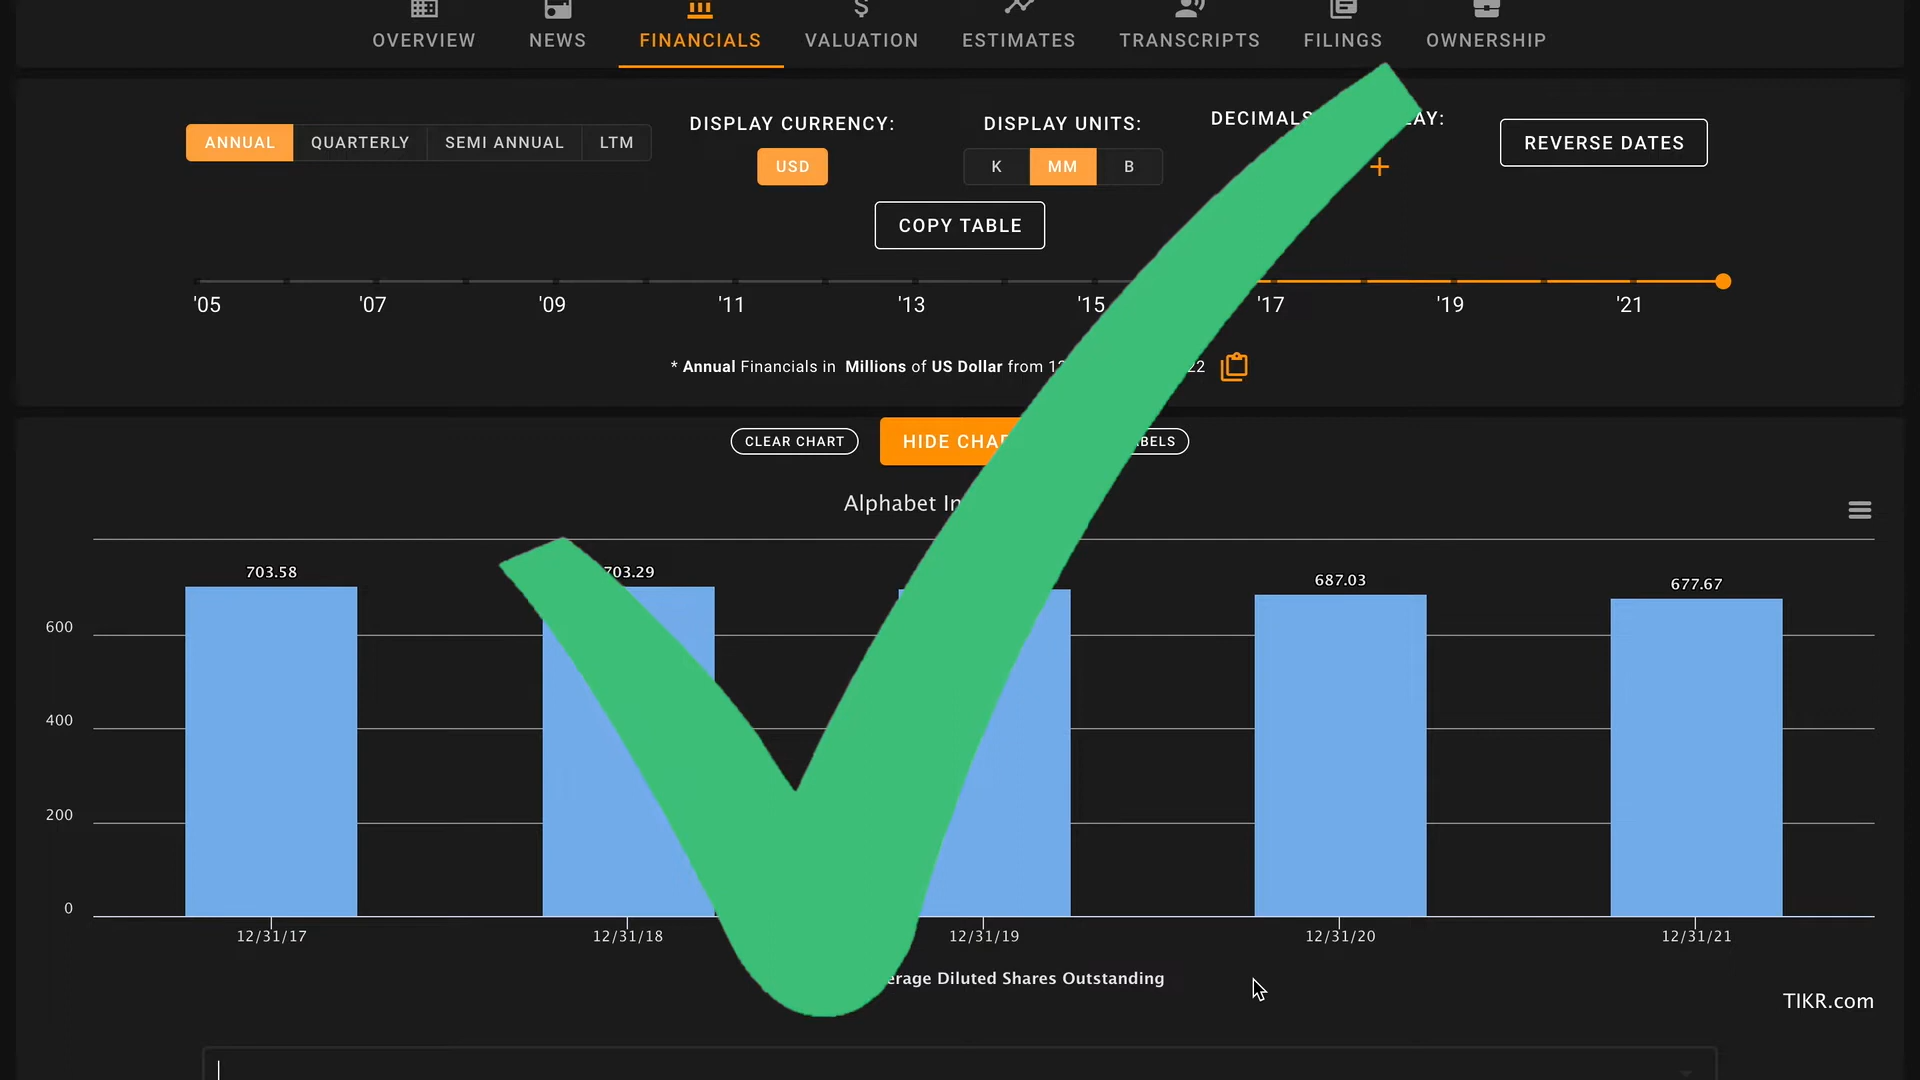 OVERVIEW NEWS FINANCIALS VALUATION ESTIMATES TRANSCRIPTS FILINGS OWNERSHIP
ANNUAL QUARTERLY SEMI ANNUAL LTM
DISPLAY CURRENCY:
USD
DISPLAY UNITS:
K MM B
DECIMALS
+
REVERSE DATES
COPY TABLE
'05 '07 '09 '11 '13 '15 '17 '19 '21
* Annual Financials in Millions of US Dollar from
CLEAR CHART HIDE
Alphabet
703.58 703.29 687.03 677.67
600
400
200
0
12/31/17 12/31/18 12/31/19 12/31/20 12/31/21
Diluted Shares Outstanding
TIKR.com